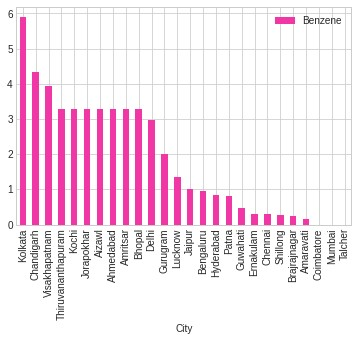 6
5
4
3
2
1
0
Benzene
Kolkata
Chandigarh
Visakhapatnam
Thiruvananthapuram
Kochi
Jorapokhar
Aizawl
Ahmedabad
Amritsar
Bhopal
Delhi
Gurugram
Lucknow
Jaipur
Bengaluru
Hyderabad
Patna
Guwahati
Ernakulam
Chennai
Shillong
Brajrajnagar
Amaravati
Coimbatore
Mumbai
Talcher
City